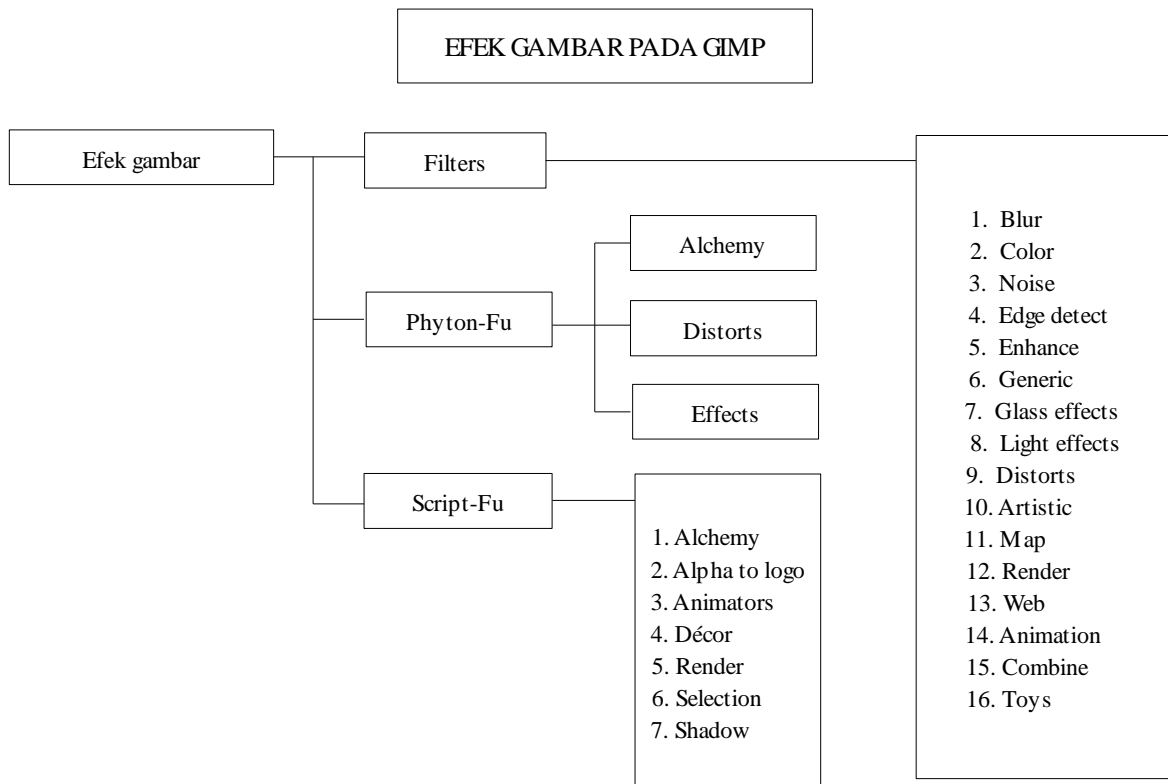 EFEK GAMBAR PADA GIMP
Efek gambar
Filters
Phyton-Fu
Alchemy
Distorts
Effects
Script-Fu
1. Alchemy
2. Alpha to logo
3. Animators
4. Décor
5. Render
6. Selection
7. Shadow
1. Blur
2. Color
3. Noise
4. Edge detect
5. Enhance
6. Generic
7. Glass effects
8. Light effects
9. Distorts
10. Artistic
11. Map
12. Render
13. Web
14. Animation
15. Combine
16. Toys